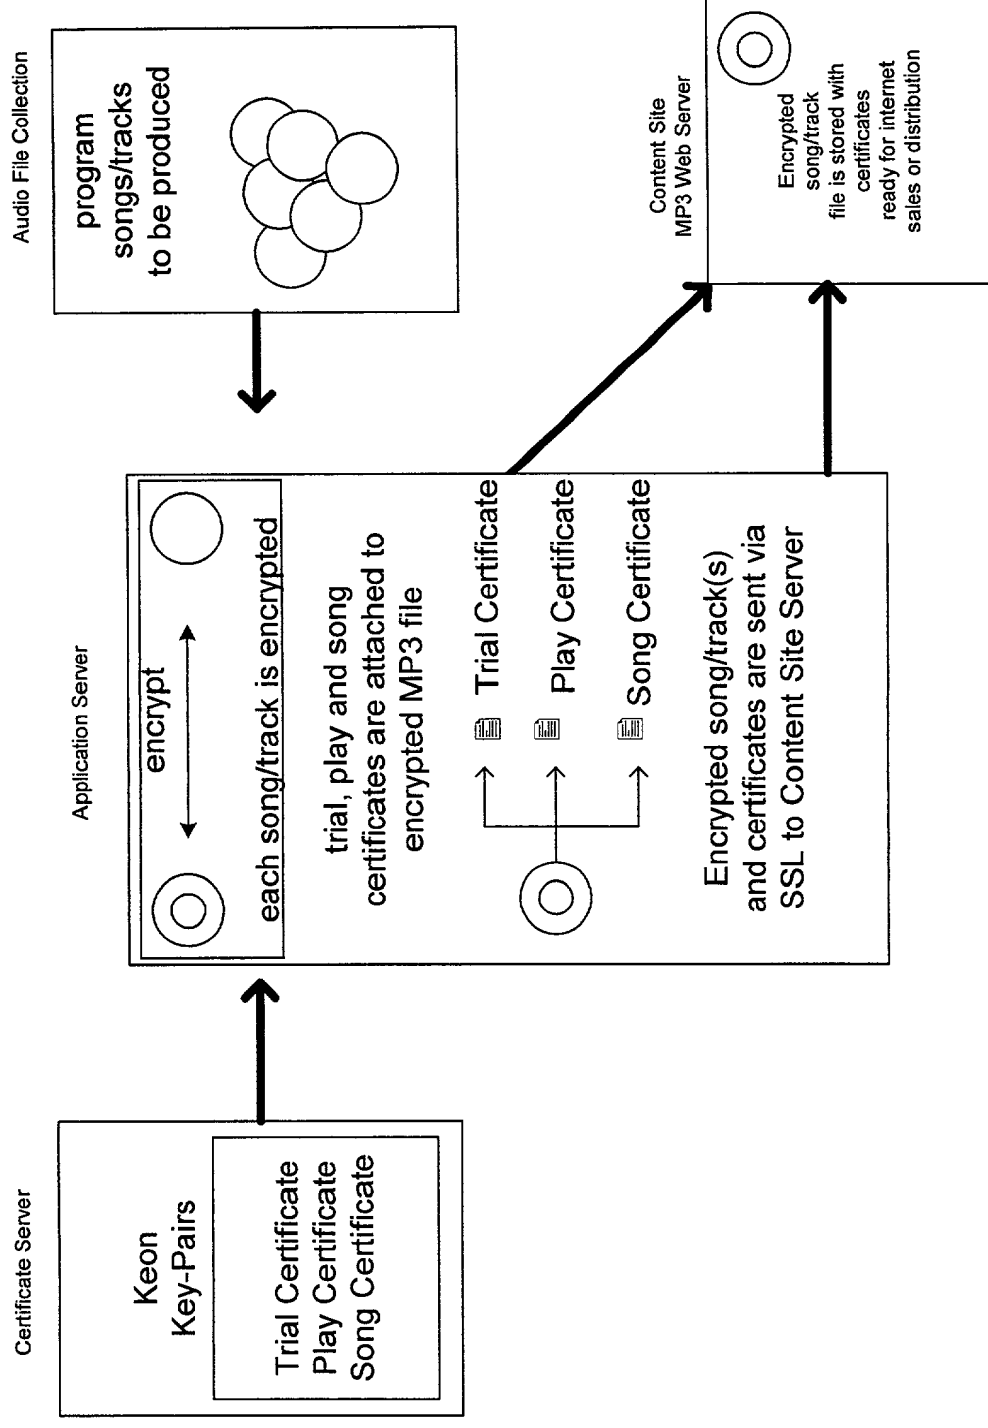 Certificate Server
Keon
Key-Pairs
Trial Certificate
Play Certificate
Song Certificate
Application Server
encrypt
each song/track is encrypted
trial, play and song
certificates are attached to
encrypted MP3 file
Trial Certificate
Play Certificate
Song Certificate
Encrypted song/track(s)
and certificates are sent via
SSL to Content Site Server
Audio File Collection
program
songs/tracks
to be produced
Content Site
MP3 Web Server
Encrypted
song/track
file is stored with
certificates
ready for internet
sales or distribution